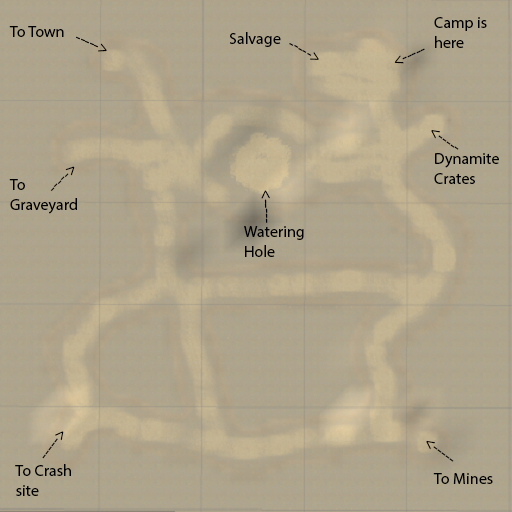 To Town
Salvage
Camp is
here
Dynamite
Crates
To
Graveyard
Watering
Hole
To Crash
site
To Mines